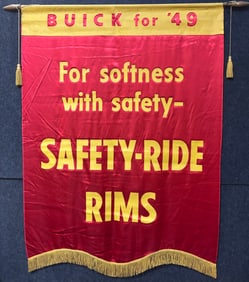 BUICK for '49
For softness
with safety-
SAFETY-RIDE
RIMS